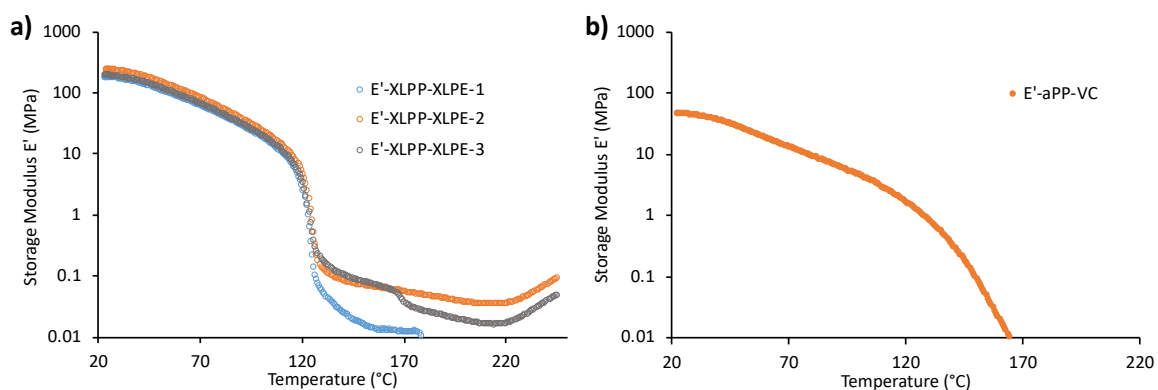 a)
Storage Modulus E' (MPa)
1000
100
10
1
0.1
0.01
20 70 120 170 220
Temperature (°C)
E'-XLPP-XLPE-1
E'-XLPP-XLPE-2
E'-XLPP-XLPE-3
b)
Storage Modulus E' (MPa)
1000
100
10
1
0.1
0.01
20 70 120 170 220
Temperature (°C)
E'-aPP-VC